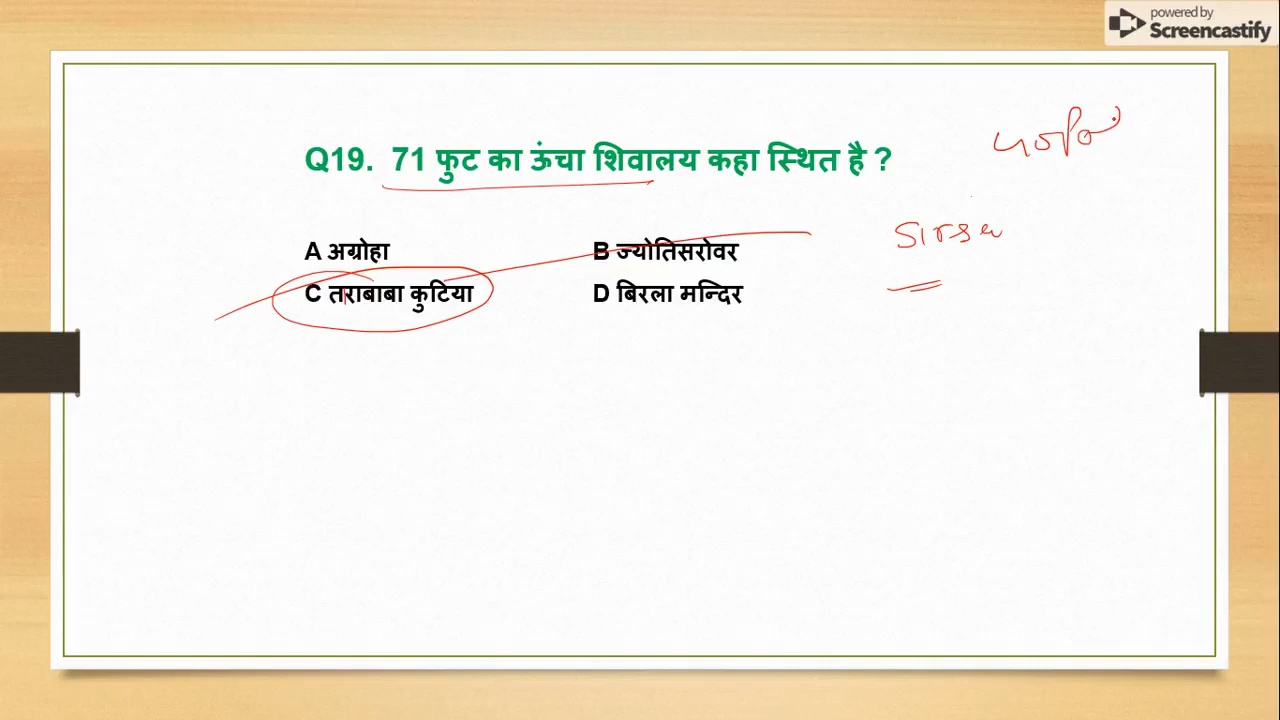 powered by
Screencastify
Q19. 71 फुट का ऊंचा शिवालय कहा स्थित है ?
A अग्रोहा B ज्योतिसरोवर
C तराबाबा कुटिया D बिरला मन्दिर